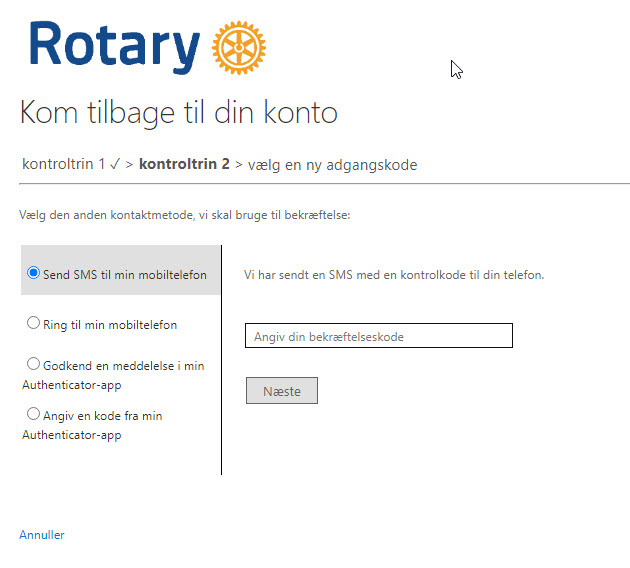 Rotary
Kom tilbage til din konto
kontroltrin 1 ✓ > kontroltrin 2 > vælg en ny adgangskode
Vælg den anden kontaktmetode, vi skal bruge til bekræftelse:
Send SMS til min mobiltelefon
Vi har sendt en SMS med en kontrolkode til din telefon.
Ring til min mobiltelefon
Angiv din bekræftelseskode
Godkend en meddelelse i min
Authenticator-app
Næste
Angiv en kode fra min
Authenticator-app
Annuller